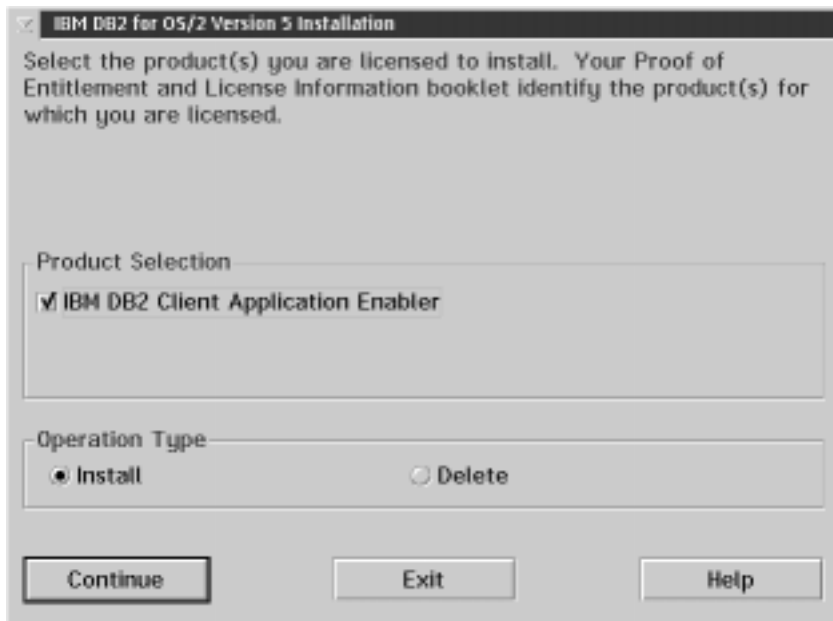 IBM DB2 for OS/2 Version 5 Installation
Select the product(s) you are licensed to install. Your Proof of
Entitlement and License Information booklet identify the product(s) for
which you are licensed.
Product Selection
IBM DB2 Client Application Enabler
Operation Type
Install
Delete
Continue
Exit
Help